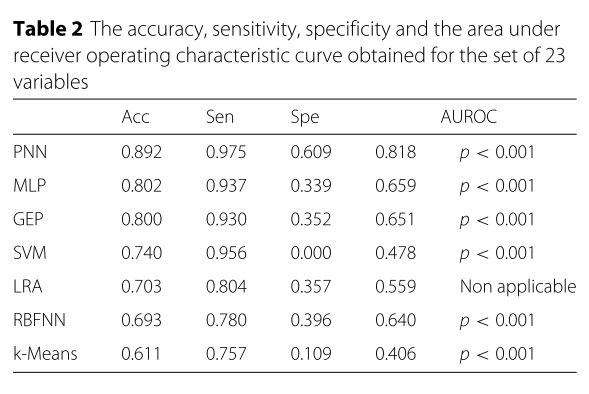 Table 2 The accuracy, sensitivity, specificity and the area under
receiver operating characteristic curve obtained for the set of 23
variables
Acc Sen Spe AUROC
PNN 0.892 0.975 0.609 0.818 p < 0.001
MLP 0.802 0.937 0.339 0.659 p < 0.001
GEP 0.800 0.930 0.352 0.651 p < 0.001
SVM 0.740 0.956 0.000 0.478 p < 0.001
LRA 0.703 0.804 0.357 0.559 Non applicable
RBFNN 0.693 0.780 0.396 0.640 p < 0.001
k-Means 0.611 0.757 0.109 0.406 p < 0.001